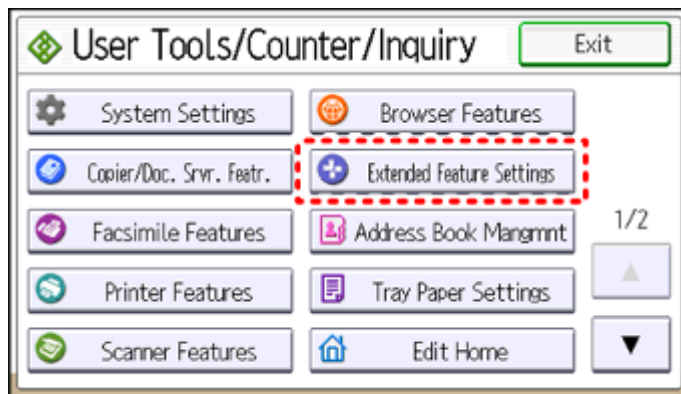 User Tools/Counter/Inquiry
Exit
System Settings
Browser Features
Copier/Doc. Srvr. Featr.
Extended Feature Settings
Facsimile Features
Address Book Mangmnt
1/2
Printer Features
Tray Paper Settings
Scanner Features
Edit Home